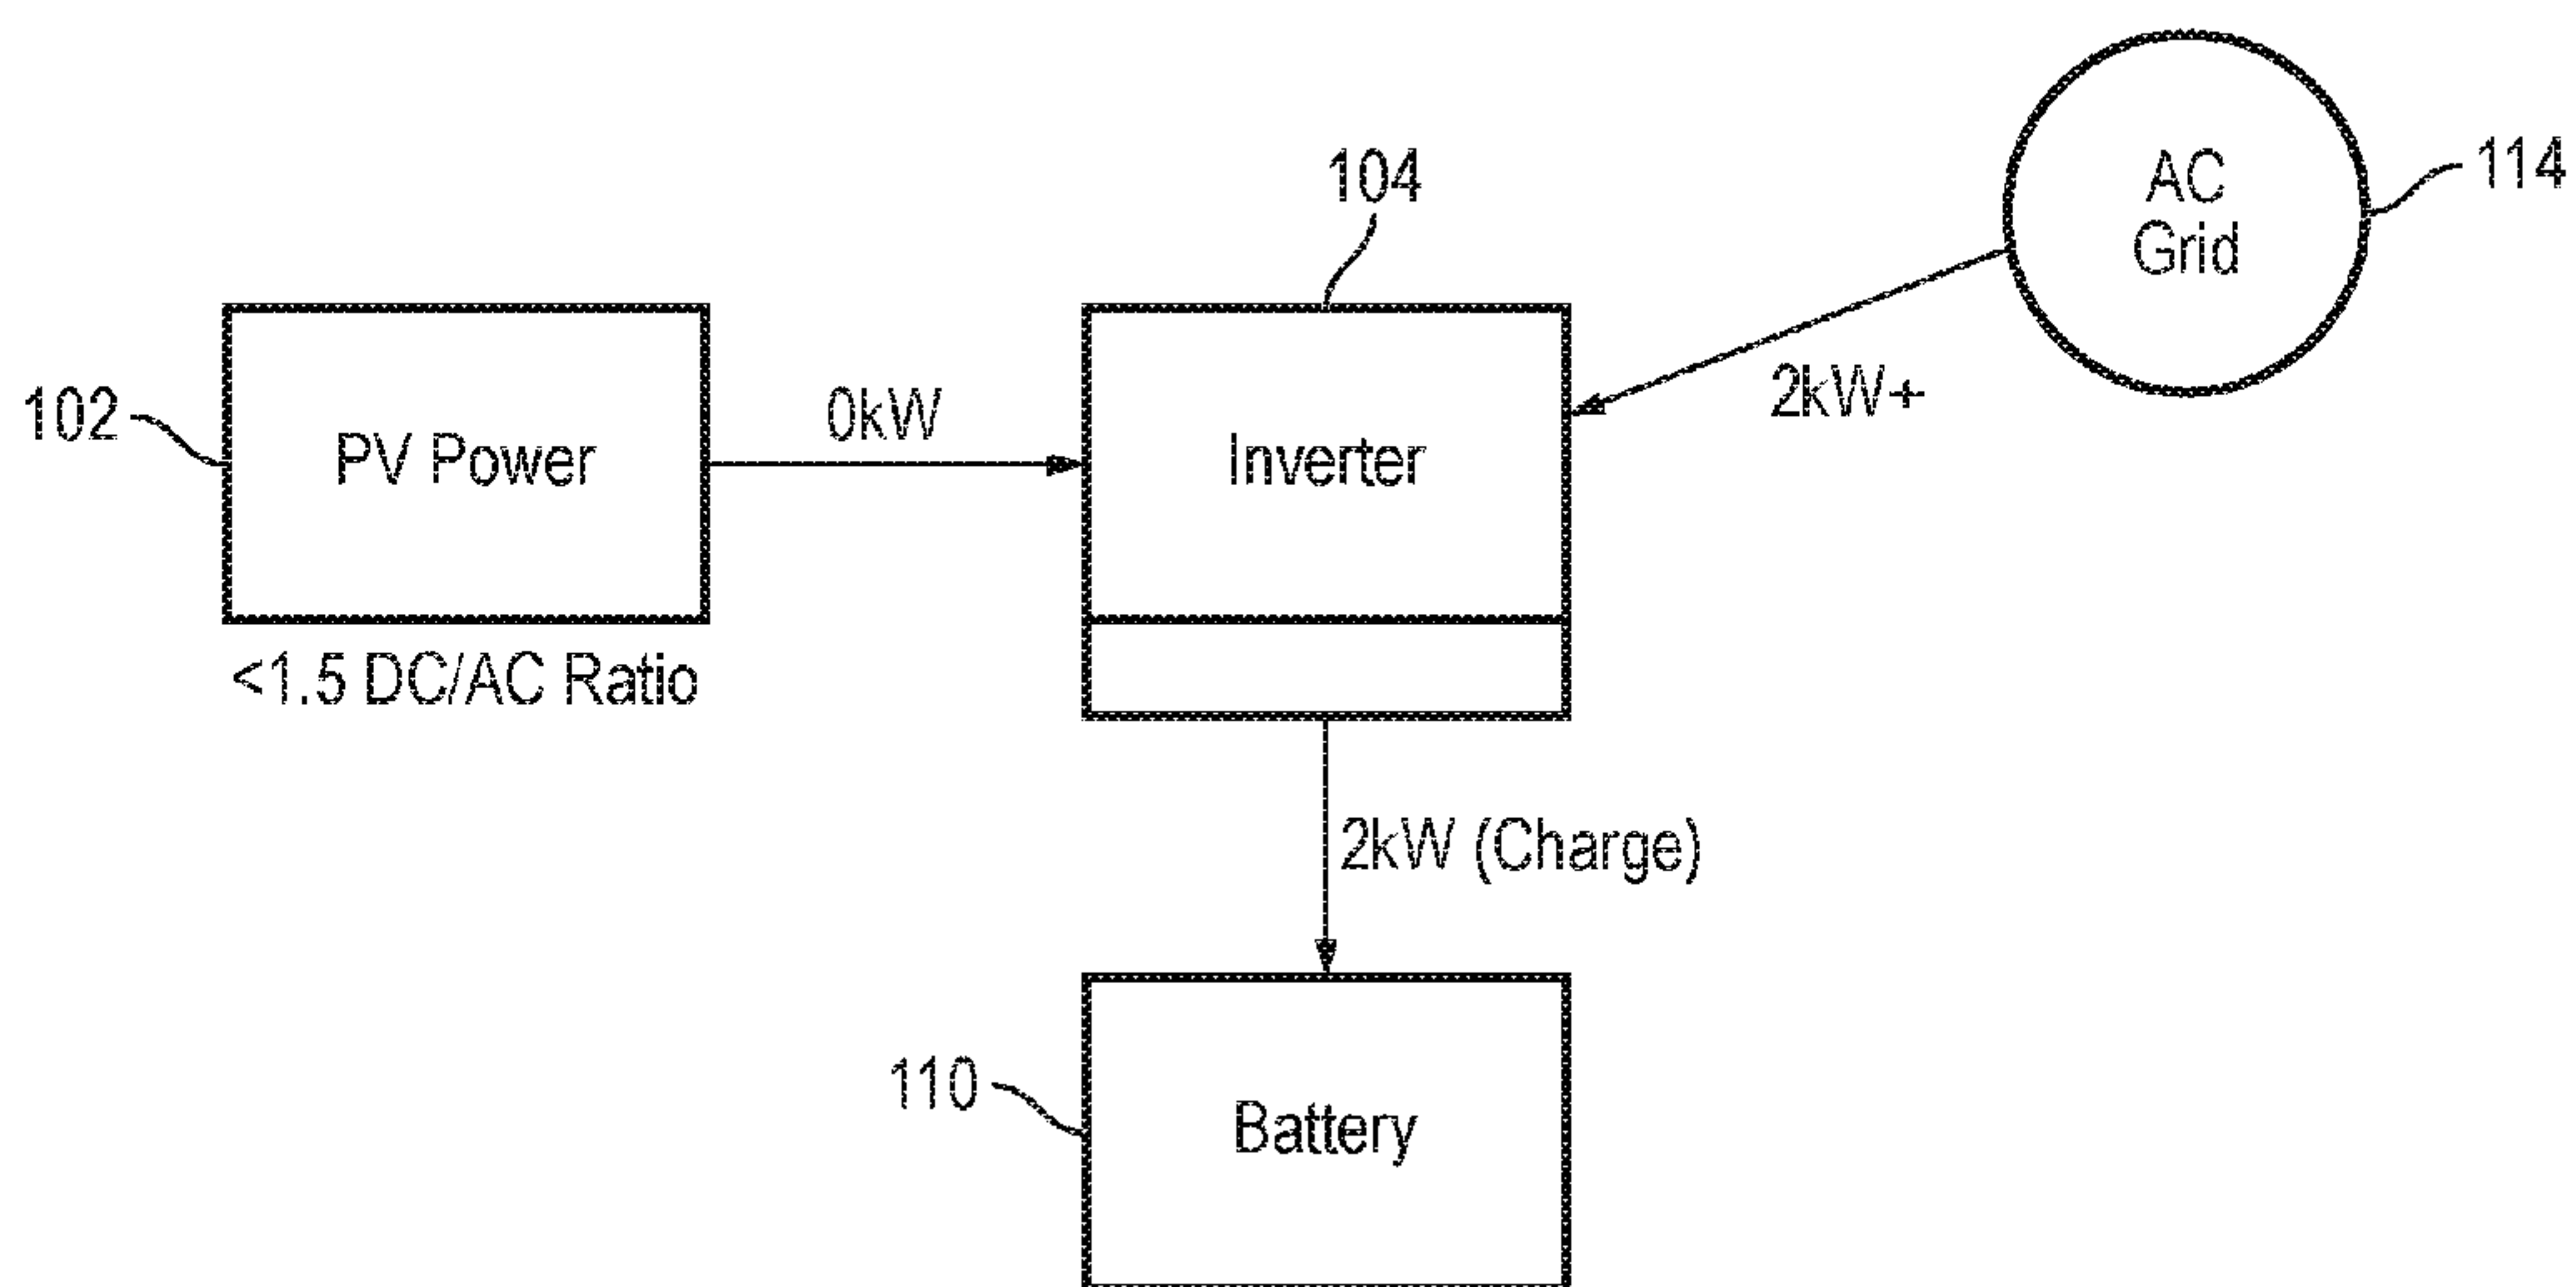 104
AC
Grid
114
102
PV Power
0kW
Inverter
2kW+
<1.5 DC/AC Ratio
2kW (Charge)
110
Battery